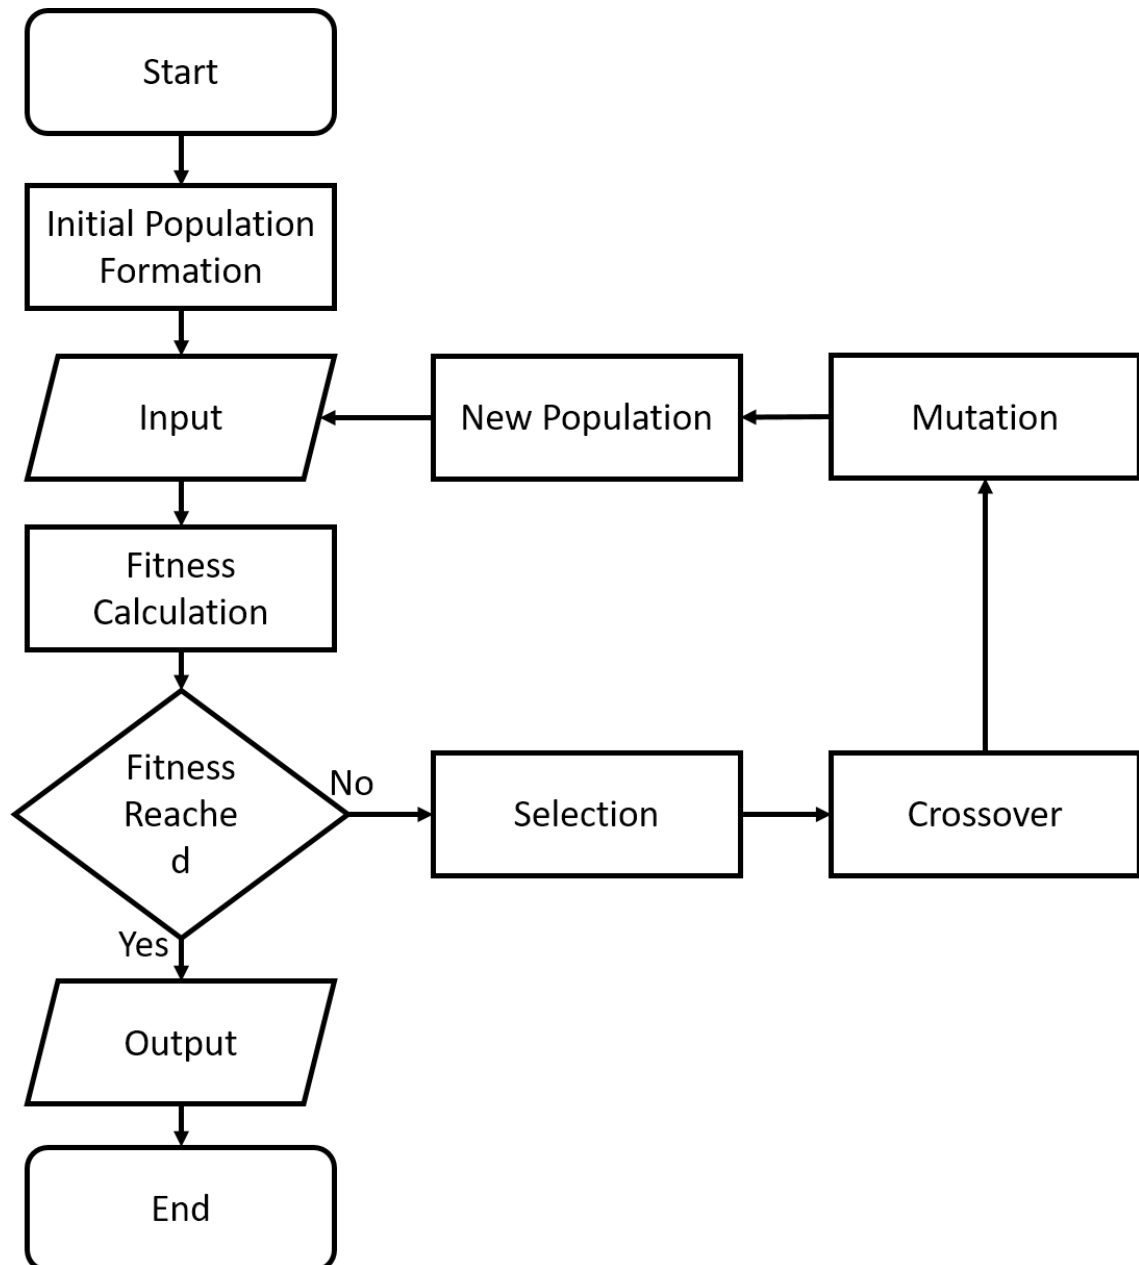 Start
Initial Population
Formation
Input
New Population
Mutation
Fitness
Calculation
Fitness
Reache
d
No
Selection
Crossover
Yes
Output
End